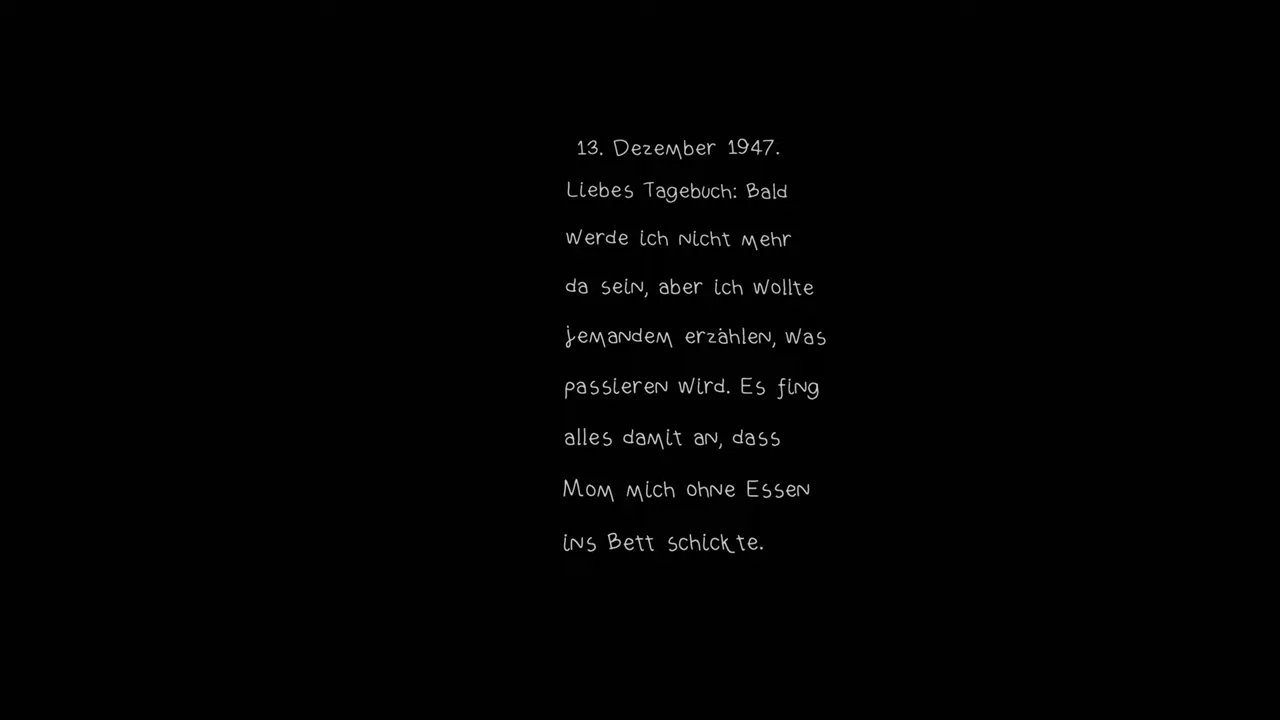 13. Dezember 1947.
Liebes Tagebuch: Bald
werde ich nicht mehr
da sein, aber ich wollte
jemandem erzählen, was
passieren wird. Es fing
alles damit an, dass
Mom mich ohne Essen
ins Bett schickte.